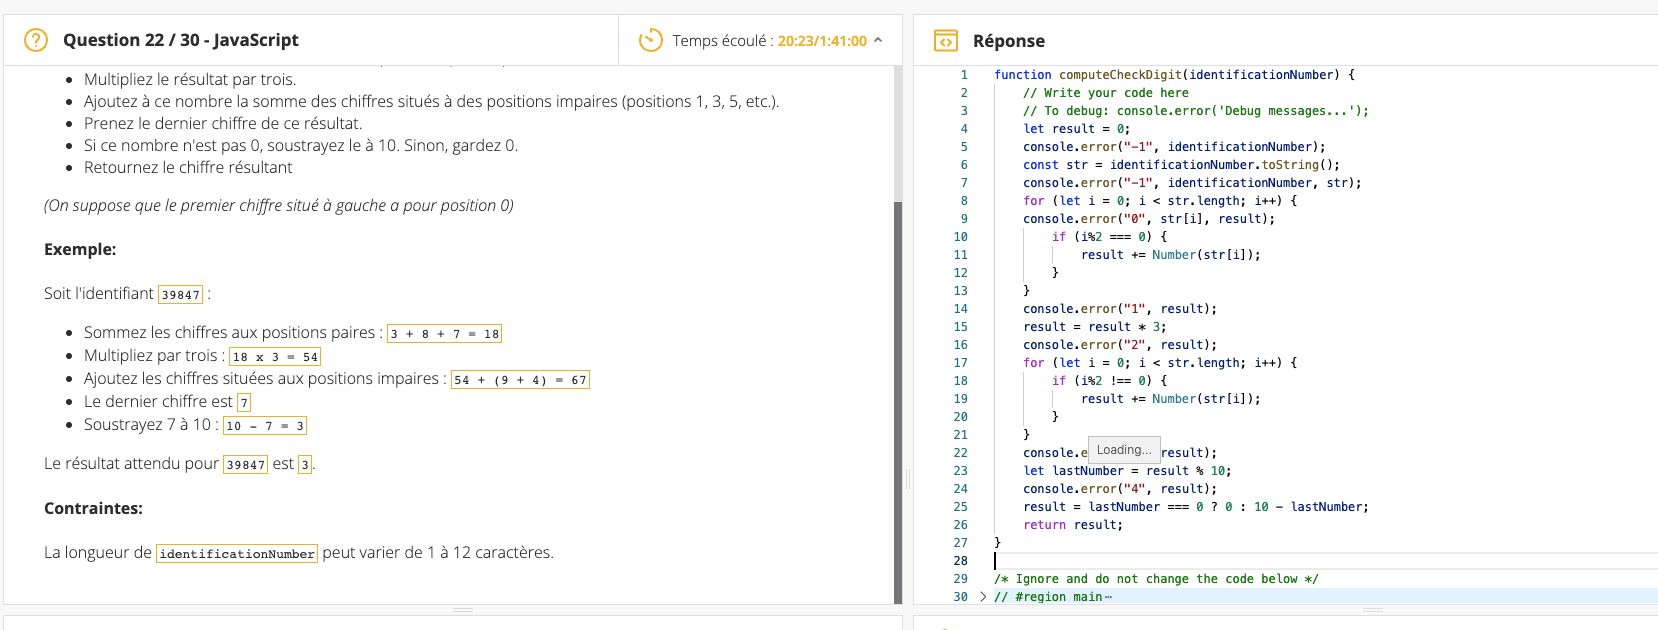 Question 22 / 30 - JavaScript
Temps écoulé : 20:23/1:41:00
Multipliez le résultat par trois.
Ajoutez à ce nombre la somme des chiffres situés à des positions impaires (positions 1, 3, 5, etc.).
Prenez le dernier chiffre de ce résultat.
Si ce nombre n'est pas 0, soustrayez le à 10. Sinon, gardez 0.
Retournez le chiffre résultant
(On suppose que le premier chiffre situé à gauche a pour position 0)
Exemple:
Soit l'identifiant 39847 :
Sommez les chiffres aux positions paires : 3 + 8 + 7 = 18
Multipliez par trois : 18 x 3 = 54
Ajoutez les chiffres situées aux positions impaires : 54 + (9 + 4) = 67
Le dernier chiffre est 7
Soustrayez 7 à 10 : 10 - 7 = 3
Le résultat attendu pour 39847 est 3.
Contraintes:
La longueur de identificationNumber peut varier de 1 à 12 caractères.
Réponse
1 function computeCheckDigit(identificationNumber) {
2 // Write your code here
3 // To debug: console.error('Debug messages...');
4 let result = 0;
5 console.error("-1", identificationNumber);
6 const str = identificationNumber.toString();
7 console.error("-1", identificationNumber, str);
8 for (let i = 0; i < str.length; i++) {
9 console.error("0", str[i], result);
10 if (i%2 === 0) {
11 result += Number(str[i]);
12 }
13 }
14 console.error("1", result);
15 result = result * 3;
16 console.error("2", result);
17 for (let i = 0; i < str.length; i++) {
18 if (i%2 !== 0) {
19 result += Number(str[i]);
20 }
21 }
22 console.e Loading... result);
23 let lastNumber = result % 10;
24 console.error("4", result);
25 result = lastNumber === 0 ? 0 : 10 - lastNumber;
26 return result;
27 }
28
29 /* Ignore and do not change the code below */
30 // #region main⋯